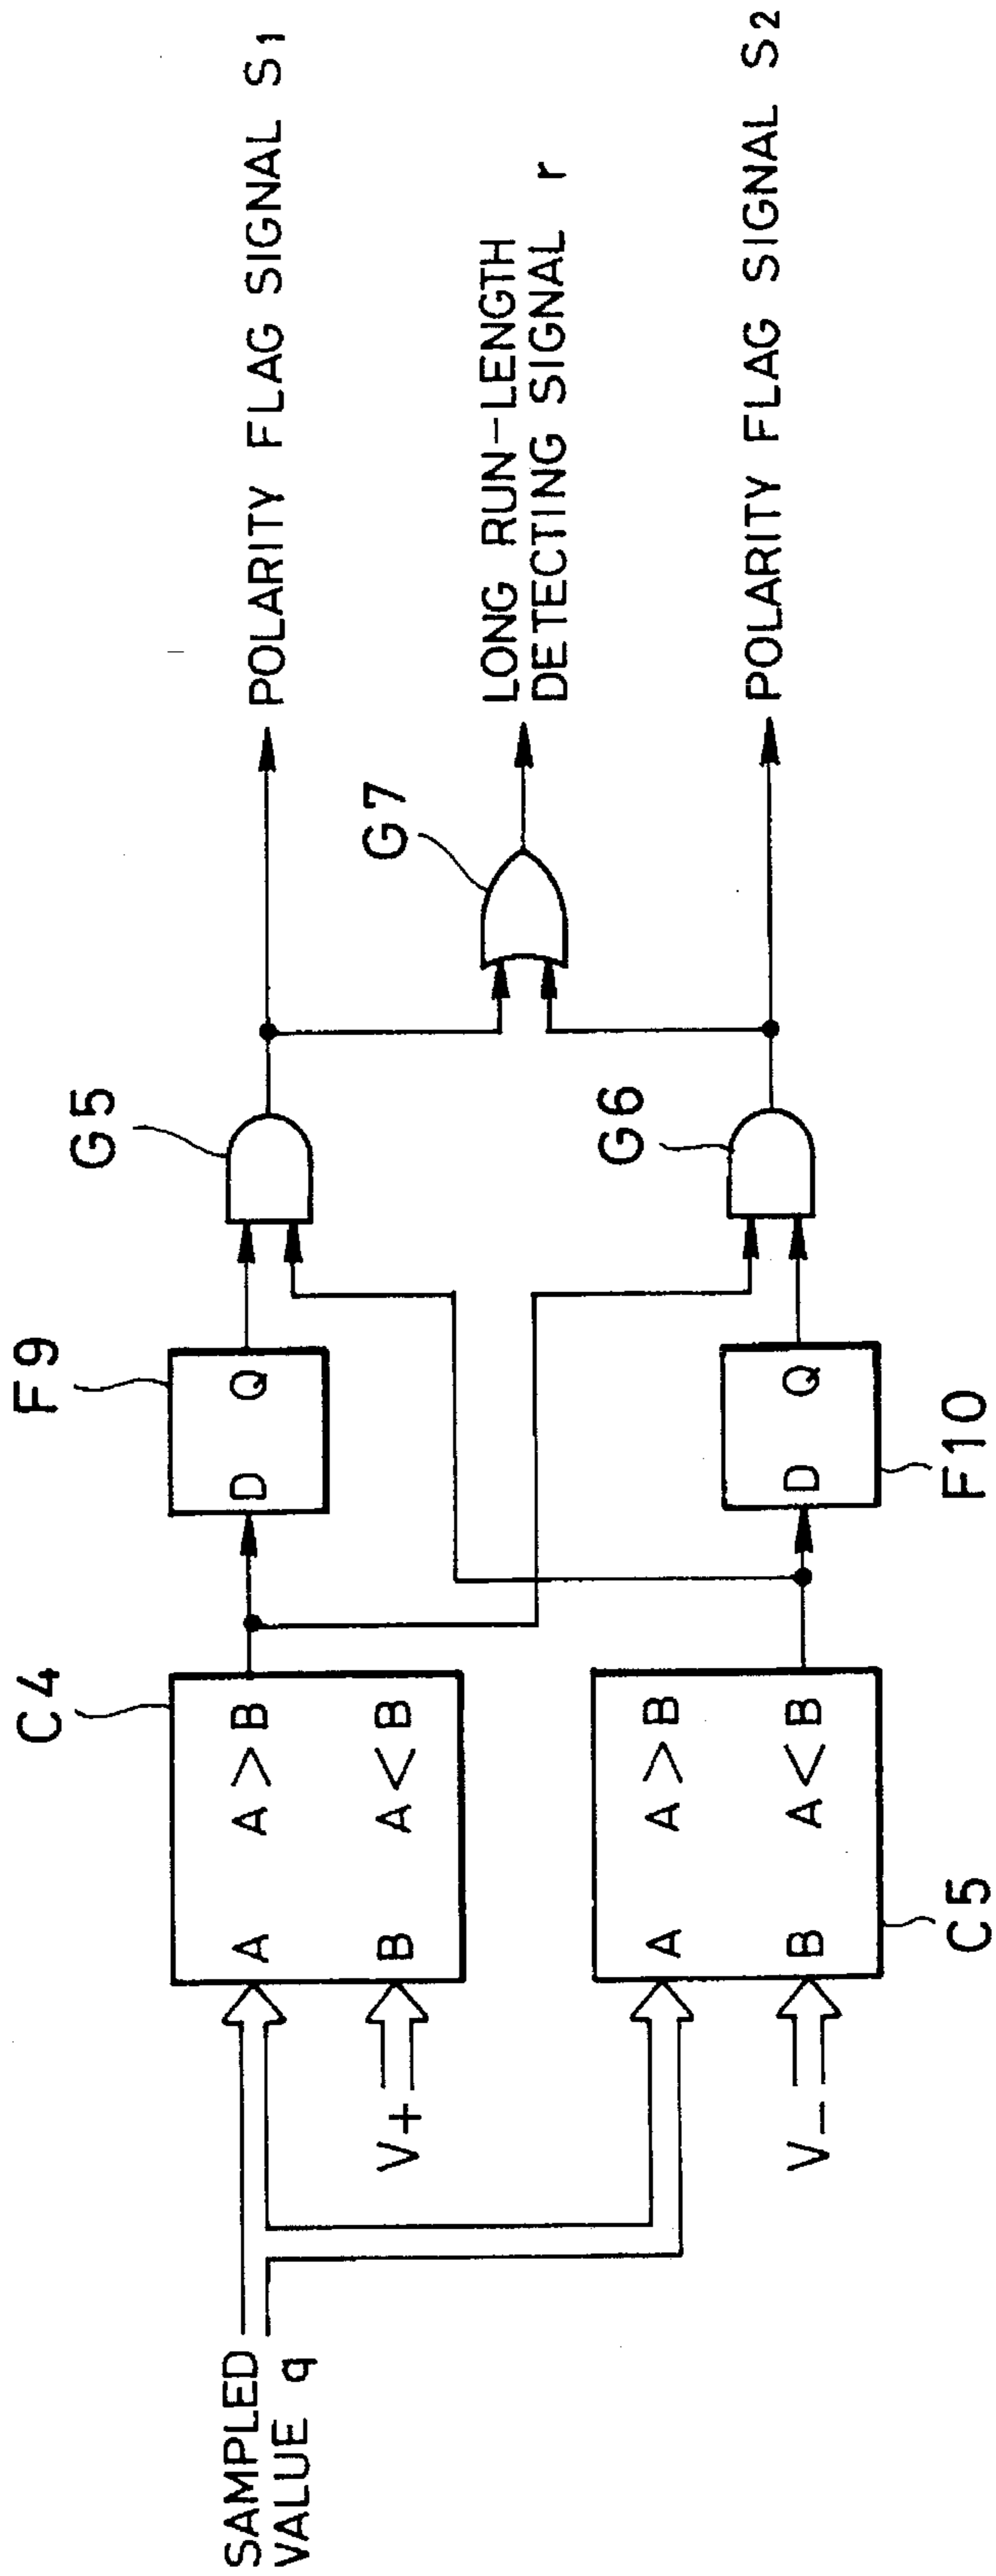 SAMPLED
VALUE q
V+
V-
C4
A A>B
B A<B
C5
A A>B
B A<B
F9
D Q
F10
D Q
G5
G6
G7
POLARITY FLAG SIGNAL S1
LONG RUN-LENGTH
DETECTING SIGNAL r
POLARITY FLAG SIGNAL S2